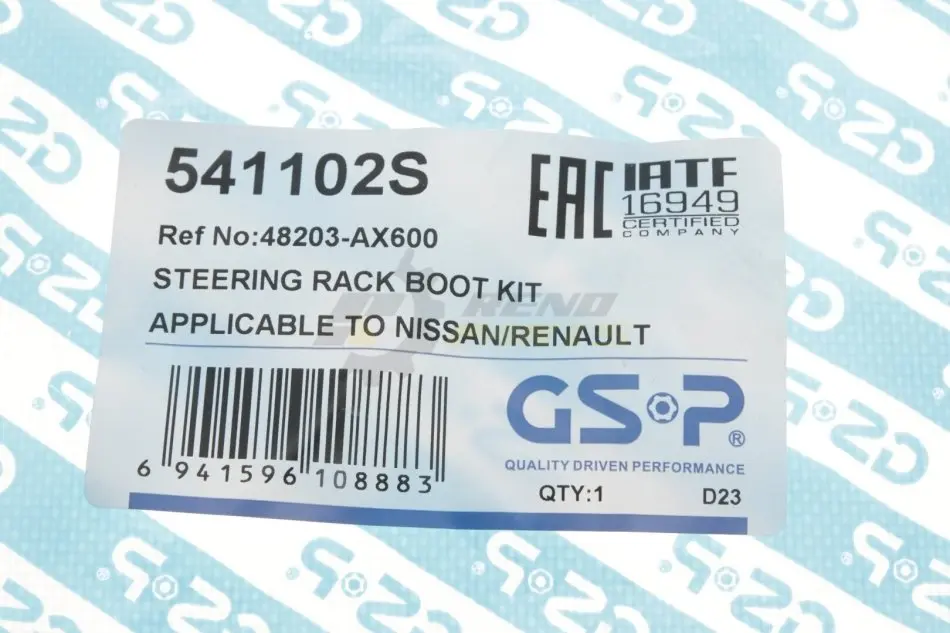 541102S
EAC
IATF
16949
CERTIFIED
COMPANY
Ref No:48203-AX600
STEERING RACK BOOT KIT
RENO
APPLICABLE TO NISSAN/RENAULT
GSP®
QUALITY DRIVEN PERFORMANCE
6 941596 108883
QTY:1 D23